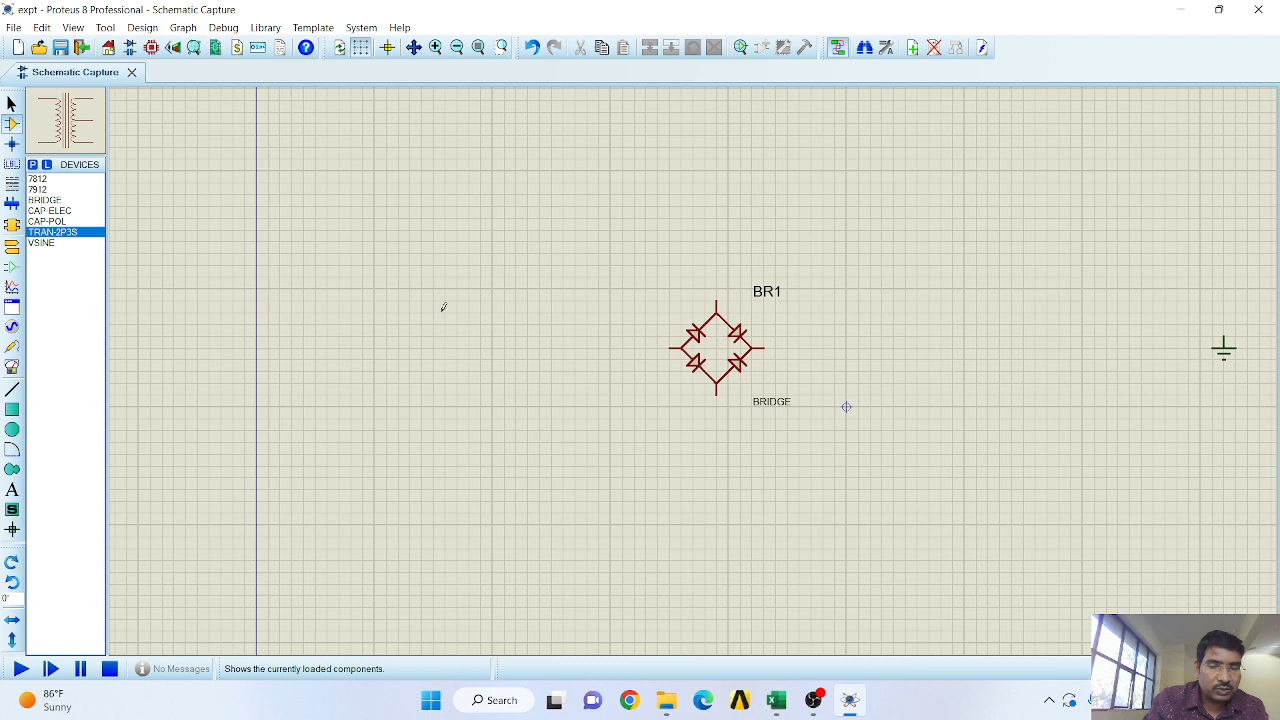 expt - Proteus 8 Professional - Schematic Capture
File Edit View Tool Design Graph Debug Library Template System Help
Schematic Capture
P L DEVICES
7812
7912
BRIDGE
CAP-ELEC
CAP-POL
TRAN-2P3S
VSINE
BR1
BRIDGE
LBL
A
S
0°
No Messages
Shows the currently loaded components.
86°F
Sunny
Search